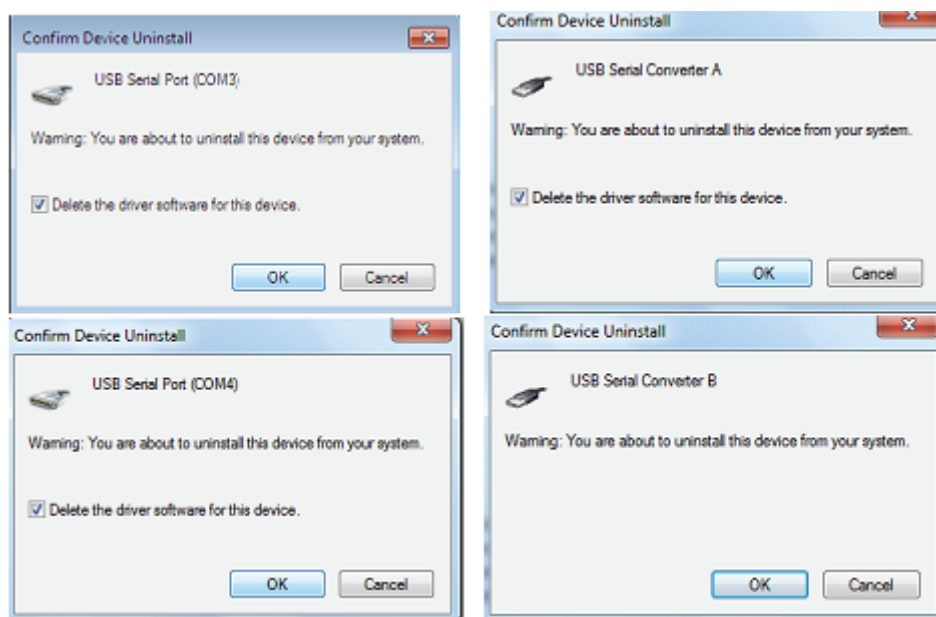 Confirm Device Uninstall
USB Serial Port (COM3)
Warning: You are about to uninstall this device from your system.
Delete the driver software for this device.
OK Cancel
Confirm Device Uninstall
USB Serial Converter A
Warning: You are about to uninstall this device from your system.
Delete the driver software for this device.
OK Cancel
Confirm Device Uninstall
USB Serial Port (COM4)
Warning: You are about to uninstall this device from your system.
Delete the driver software for this device.
OK Cancel
Confirm Device Uninstall
USB Serial Converter B
Warning: You are about to uninstall this device from your system.
OK Cancel